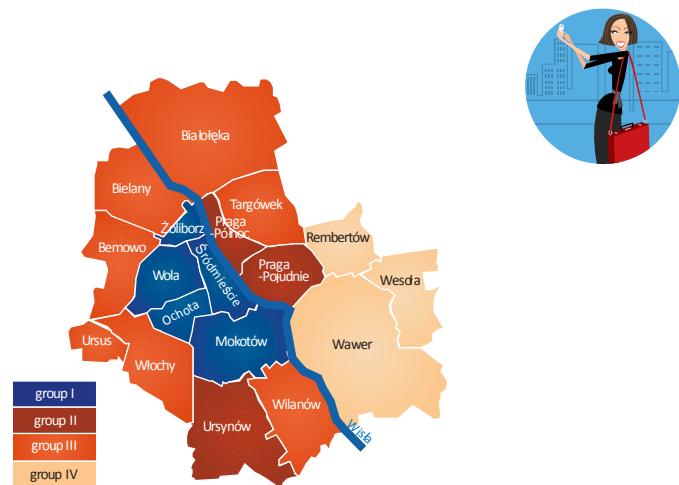 Białołęka
Bielany
Targówek
Żoliborz
Praga
-Północ
Rembertów
Bemowo
Śródmieście
Praga
-Południe
Wola
Wesoła
Ochota
Ursus
Mokotów
Wawer
Włochy
Wilanów
Ursynów
Wisła
group I
group II
group III
group IV